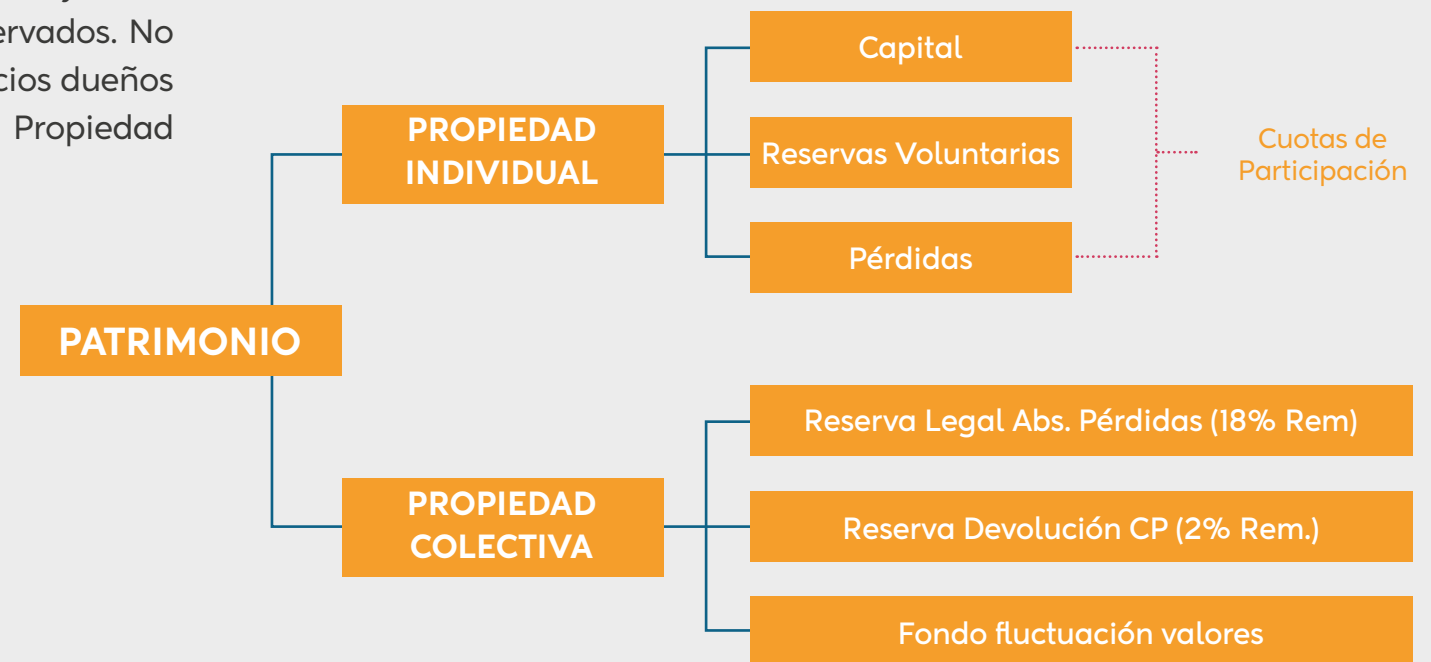 ervados. No
cios dueños
Propiedad
PATRIMONIO
PROPIEDAD
INDIVIDUAL
Capital
Reservas Voluntarias
Pérdidas
Cuotas de
Participación
PROPIEDAD
COLECTIVA
Reserva Legal Abs. Pérdidas (18% Rem)
Reserva Devolución CP (2% Rem.)
Fondo fluctuación valores